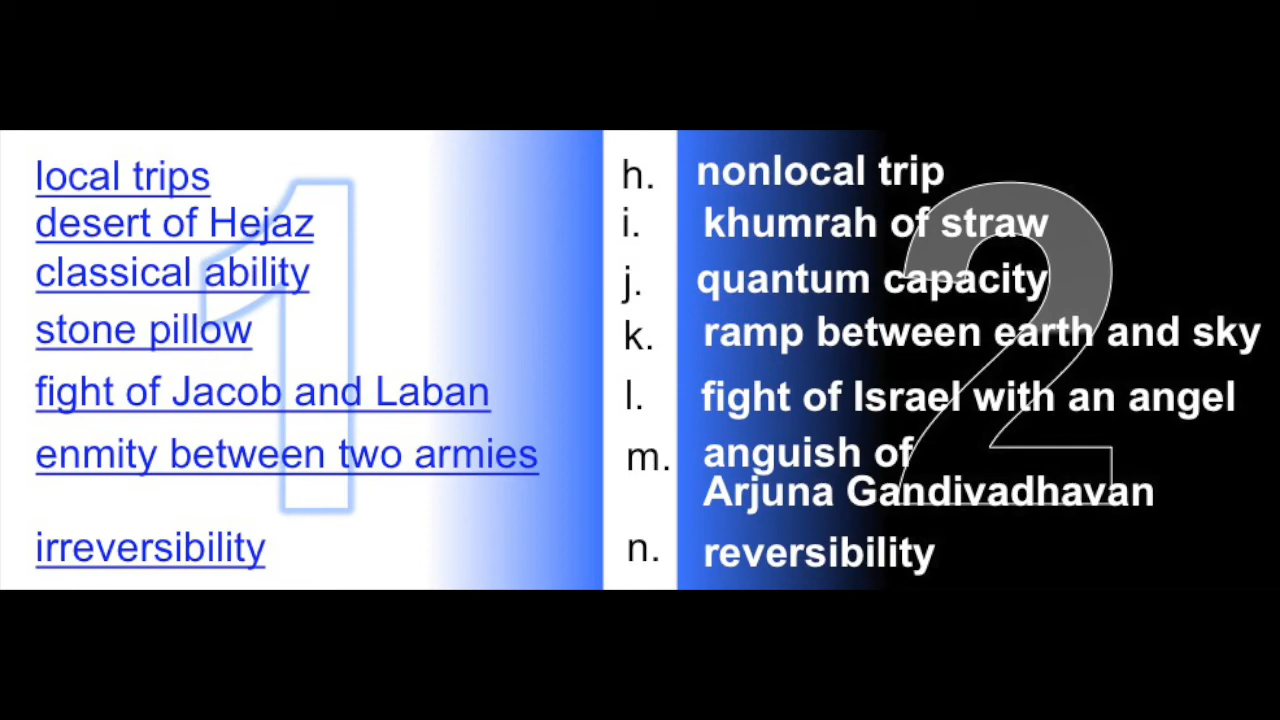 local trips h. nonlocal trip
desert of Hejaz i. khumrah of straw
classical ability j. quantum capacity
stone pillow k. ramp between earth and sky
fight of Jacob and Laban l. fight of Israel with an angel
enmity between two armies m. anguish of
Arjuna Gandivadhavan
irreversibility n. reversibility
1
2